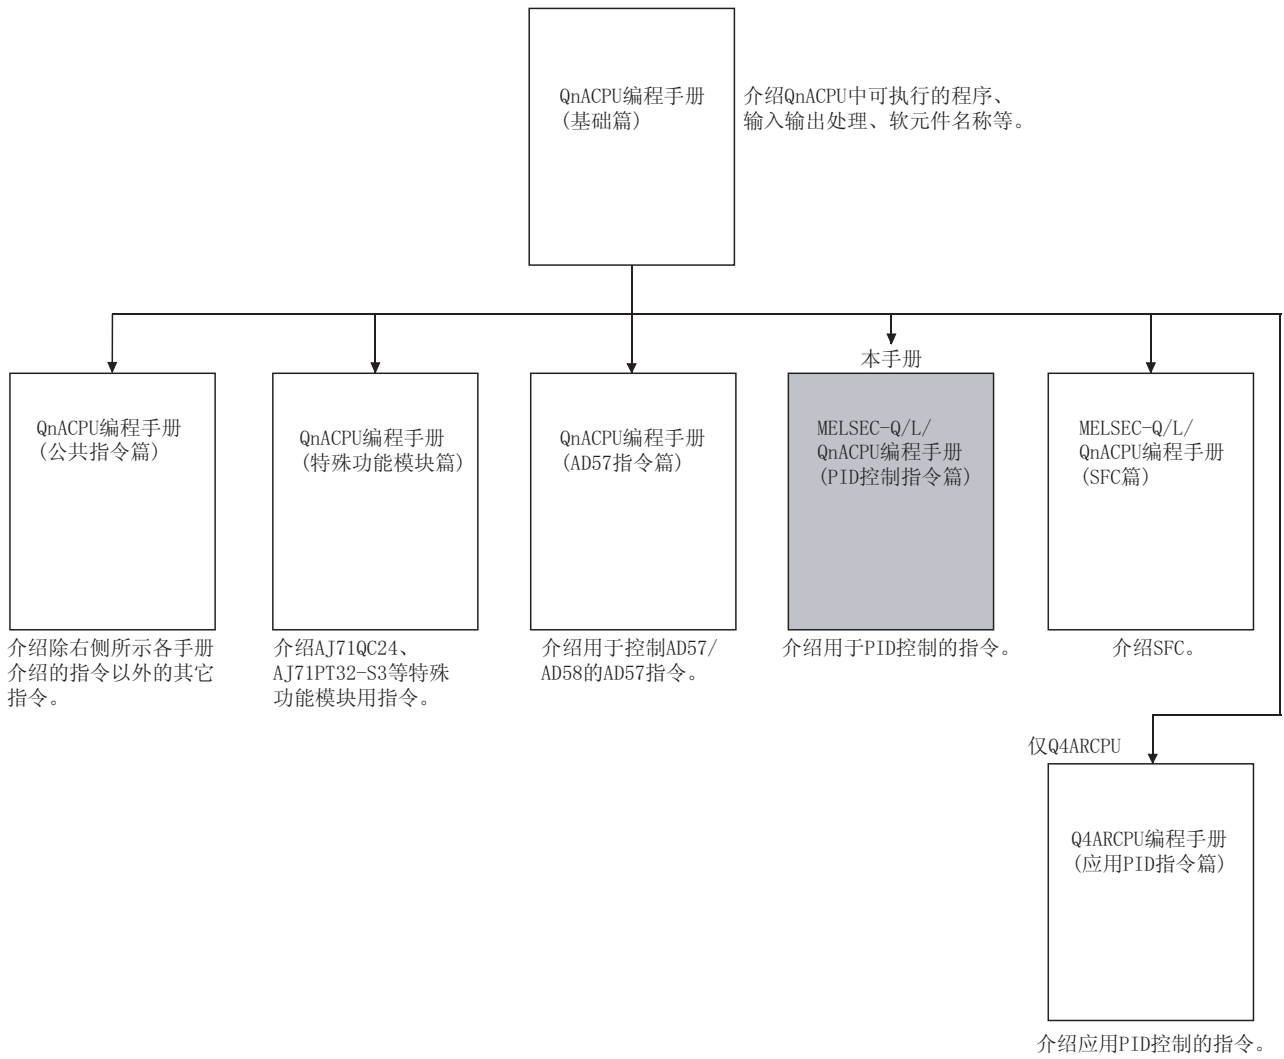 QnACPU编程手册
(基础篇)
介绍QnACPU中可执行的程序、
输入输出处理、软元件名称等。
本手册
QnACPU编程手册
(公共指令篇)
QnACPU编程手册
(特殊功能模块篇)
QnACPU编程手册
(AD57指令篇)
MELSEC-Q/L/
QnACPU编程手册
(PID控制指令篇)
MELSEC-Q/L/
QnACPU编程手册
(SFC篇)
介绍除右侧所示各手册
介绍的指令以外的其它
指令。
介绍AJ71QC24、
AJ71PT32-S3等特殊
功能模块用指令。
介绍用于控制AD57/
AD58的AD57指令。
介绍用于PID控制的指令。
介绍SFC。
仅Q4ARCPU
Q4ARCPU编程手册
(应用PID指令篇)
介绍应用PID控制的指令。